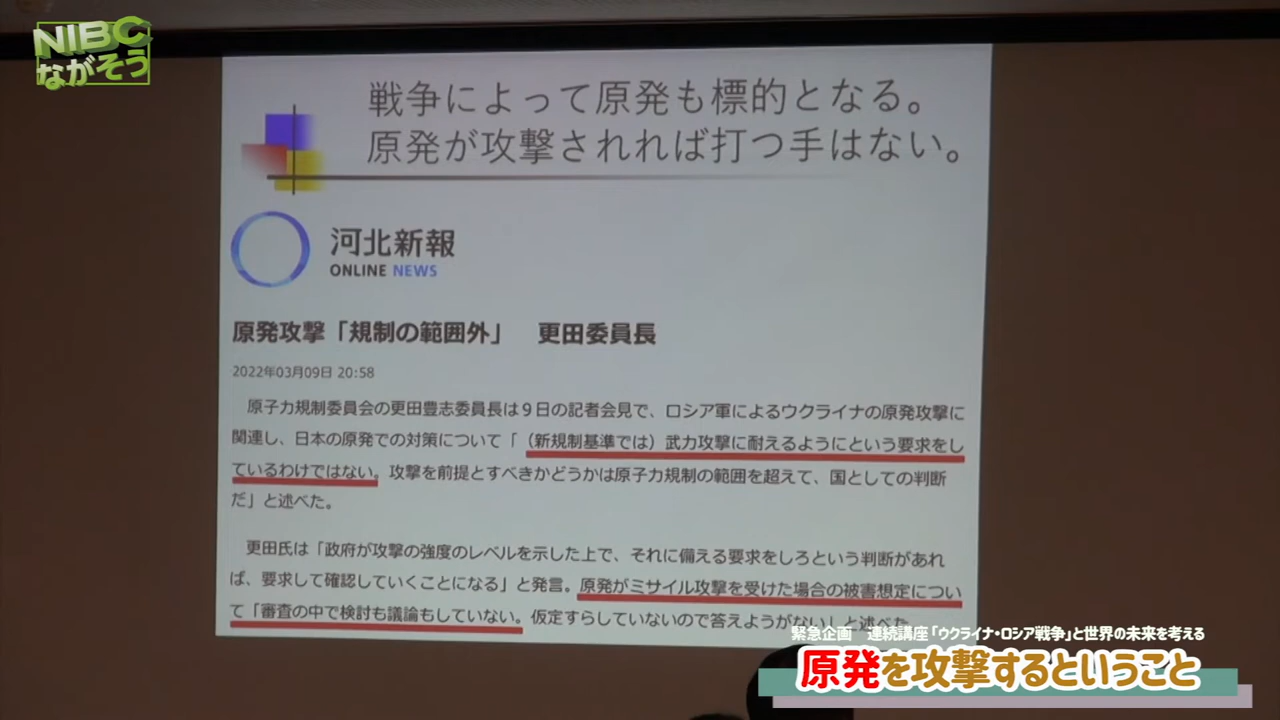 NIBC
ながそう
戦争によって原発も標的となる。
原発が攻撃されれば打つ手はない。
河北新報
ONLINE NEWS
原発攻撃「規制の範囲外」　更田委員長
2022年03月09日 20:58
原子力規制委員会の更田豊志委員長は９日の記者会見で、ロシア軍によるウクライナの原発攻撃に
関連し、日本の原発での対策について「（新規制基準では）武力攻撃に耐えるようにという要求をし
ているわけではない。攻撃を前提とすべきかどうかは原子力規制の範囲を超えて、国としての判断
だ」と述べた。
更田氏は「政府が攻撃の強度のレベルを示した上で、それに備える要求をしろという判断があれ
ば、要求して確認していくことになる」と発言。原発がミサイル攻撃を受けた場合の被害想定につい
て「審査の中で検討も議論もしていない。仮定すらしていないので答えようがない」と述べた
緊急企画　連続講座「ウクライナ・ロシア戦争」と世界の未来を考える
原発を攻撃するということ